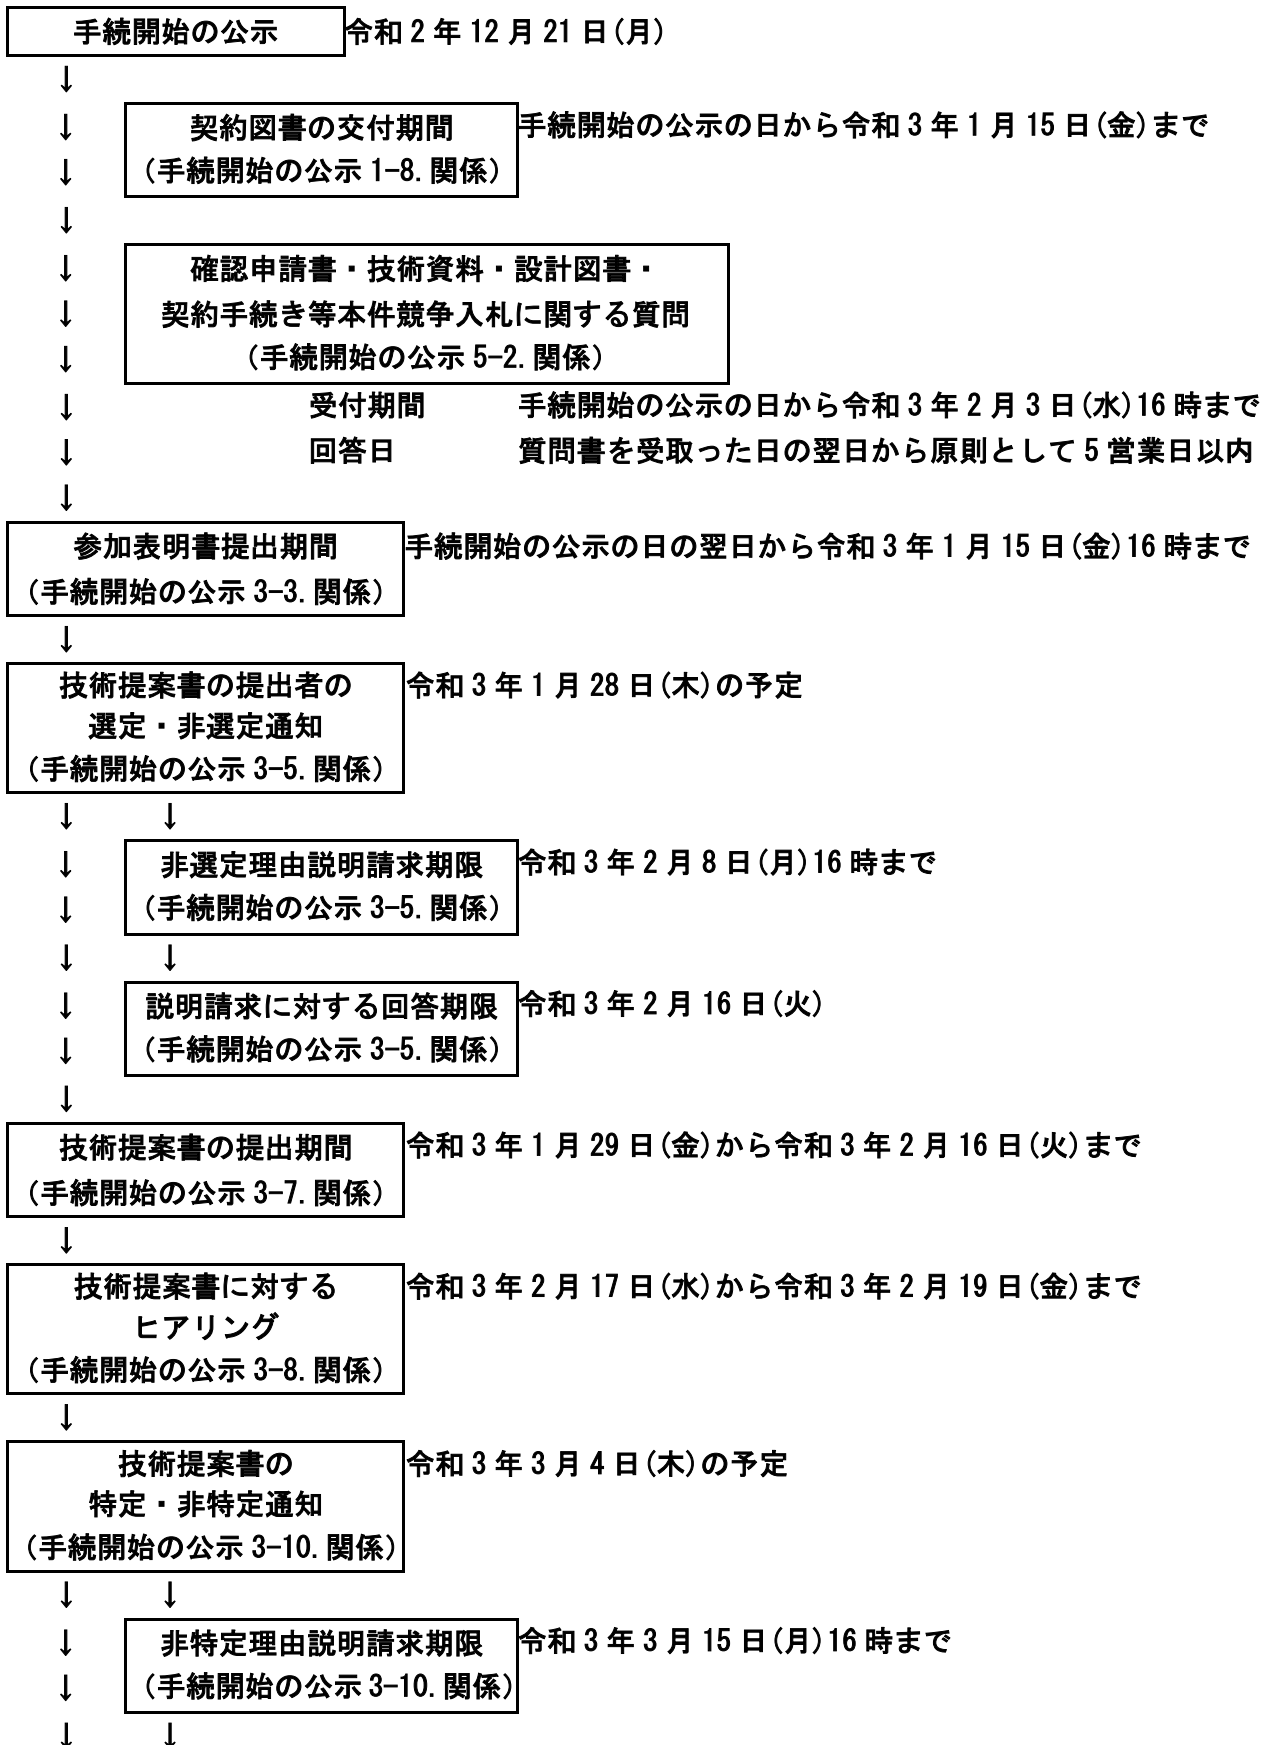 手続開始の公示 令和2年12月21日(月)
↓
↓ 契約図書の交付期間 手続開始の公示の日から令和3年1月15日(金)まで
↓ (手続開始の公示1-8.関係)
↓
↓ 確認申請書・技術資料・設計図書・
↓ 契約手続き等本件競争入札に関する質問
↓ (手続開始の公示5-2.関係)
↓ 受付期間 手続開始の公示の日から令和3年2月3日(水)16時まで
↓ 回答日 質問書を受取った日の翌日から原則として5営業日以内
↓
参加表明書提出期間 手続開始の公示の日の翌日から令和3年1月15日(金)16時まで
(手続開始の公示3-3.関係)
↓
技術提案書の提出者の 令和3年1月28日(木)の予定
選定・非選定通知
(手続開始の公示3-5.関係)
↓ ↓
↓ 非選定理由説明請求期限 令和3年2月8日(月)16時まで
↓ (手続開始の公示3-5.関係)
↓ ↓
↓ 説明請求に対する回答期限 令和3年2月16日(火)
↓ (手続開始の公示3-5.関係)
↓
技術提案書の提出期間 令和3年1月29日(金)から令和3年2月16日(火)まで
(手続開始の公示3-7.関係)
↓
技術提案書に対する 令和3年2月17日(水)から令和3年2月19日(金)まで
ヒアリング
(手続開始の公示3-8.関係)
↓
技術提案書の 令和3年3月4日(木)の予定
特定・非特定通知
(手続開始の公示3-10.関係)
↓ ↓
↓ 非特定理由説明請求期限 令和3年3月15日(月)16時まで
↓ (手続開始の公示3-10.関係)
↓ ↓